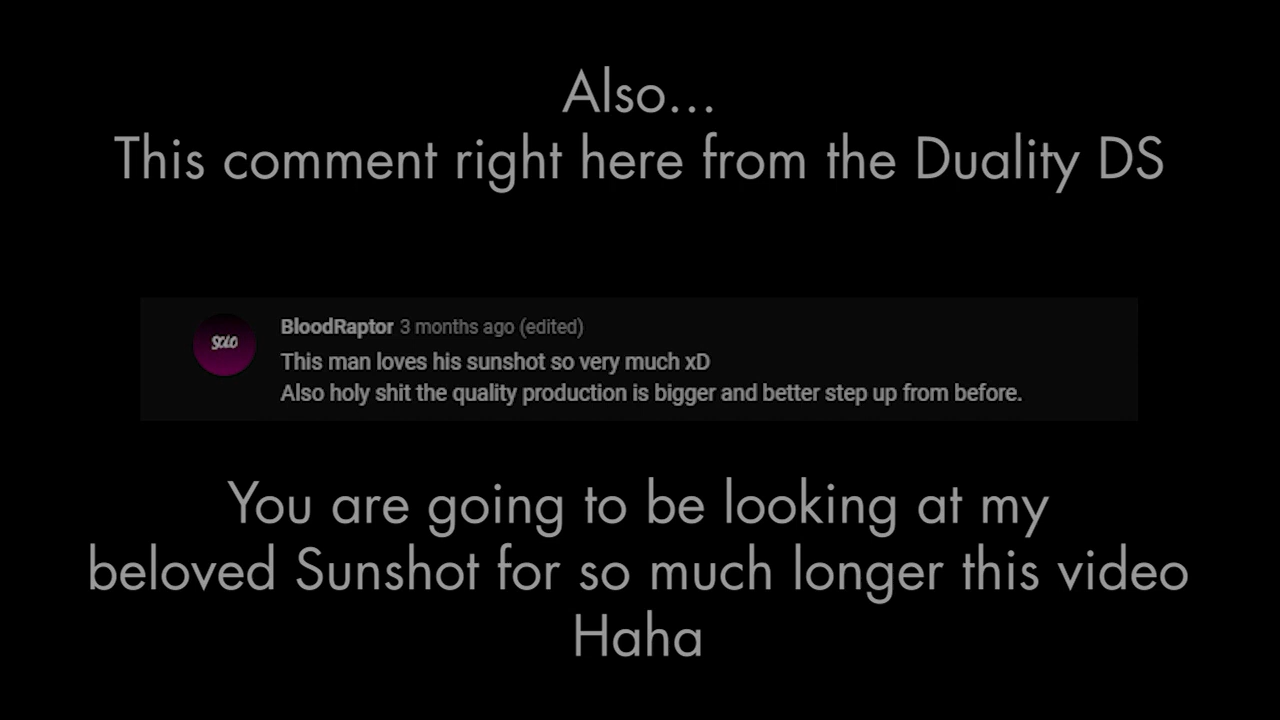 Also...
This comment right here from the Duality DS
SOLO
BloodRaptor 3 months ago (edited)
This man loves his sunshot so very much xD
Also holy shit the quality production is bigger and better step up from before.
You are going to be looking at my
beloved Sunshot for so much longer this video
Haha